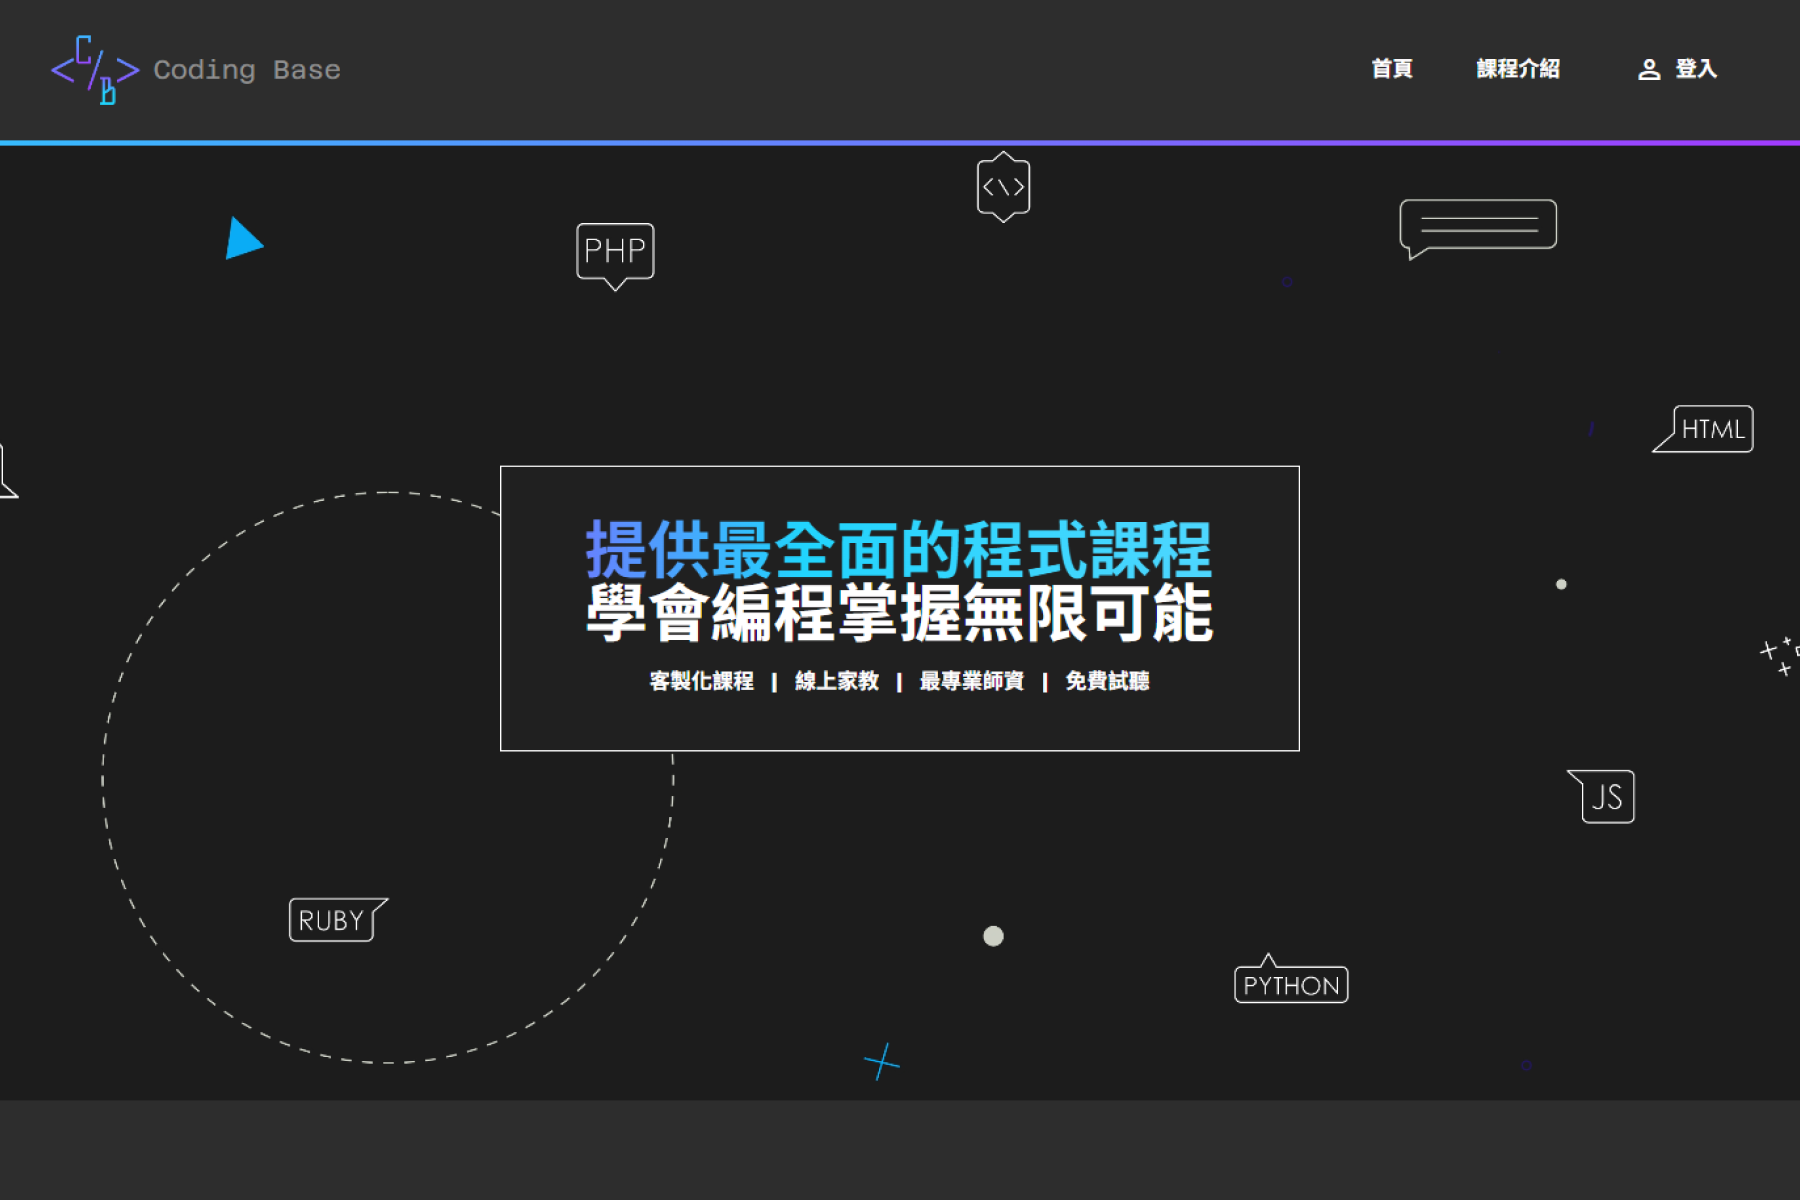 C/B Coding Base
首頁 課程介紹 登入
<\>
PHP
HTML
提供最全面的程式課程
學會編程掌握無限可能
客製化課程 | 線上家教 | 最專業師資 | 免費試聽
JS
RUBY
PYTHON